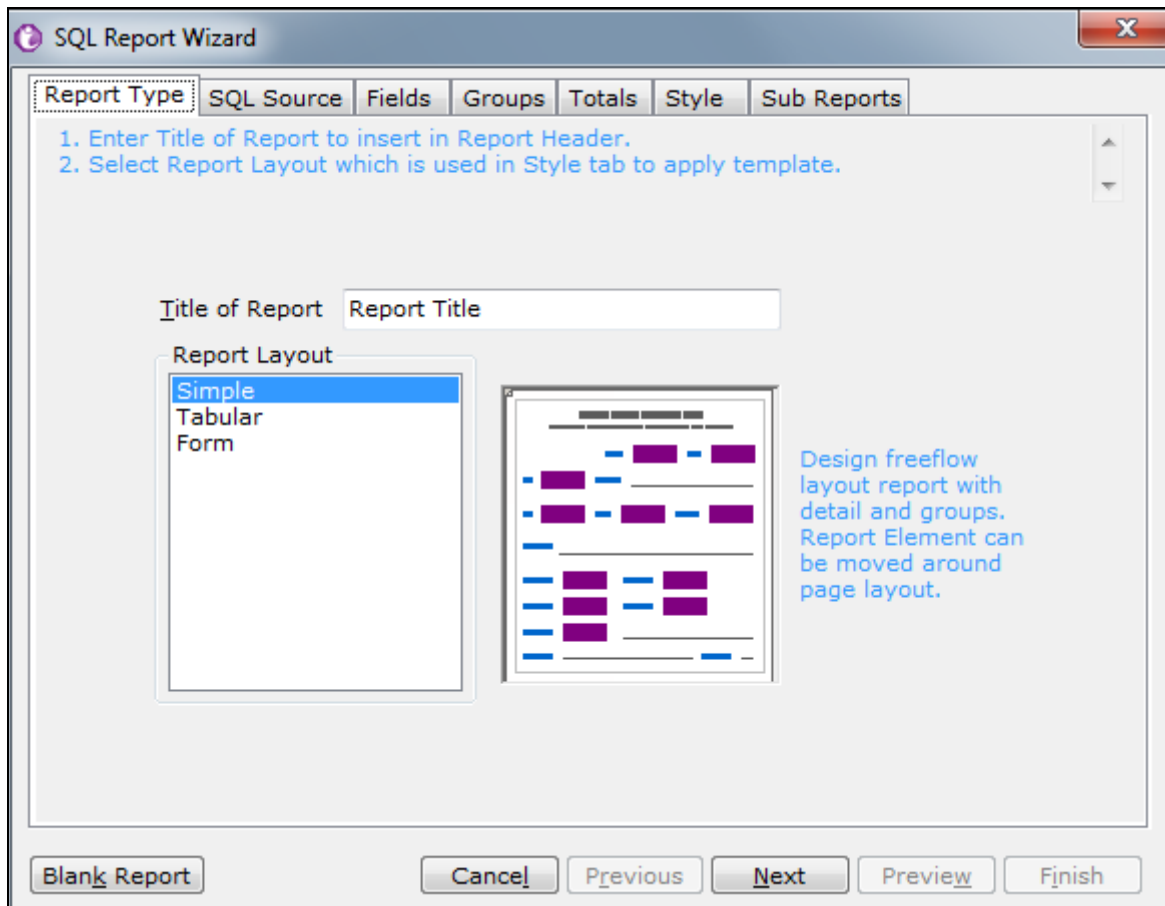 SQL Report Wizard
Report Type SQL Source Fields Groups Totals Style Sub Reports
1. Enter Title of Report to insert in Report Header.
2. Select Report Layout which is used in Style tab to apply template.
Title of Report Report Title
Report Layout
Simple
Tabular
Form
Design freeflow
layout report with
detail and groups.
Report Element can
be moved around
page layout.
Blank Report Cancel Previous Next Preview Finish